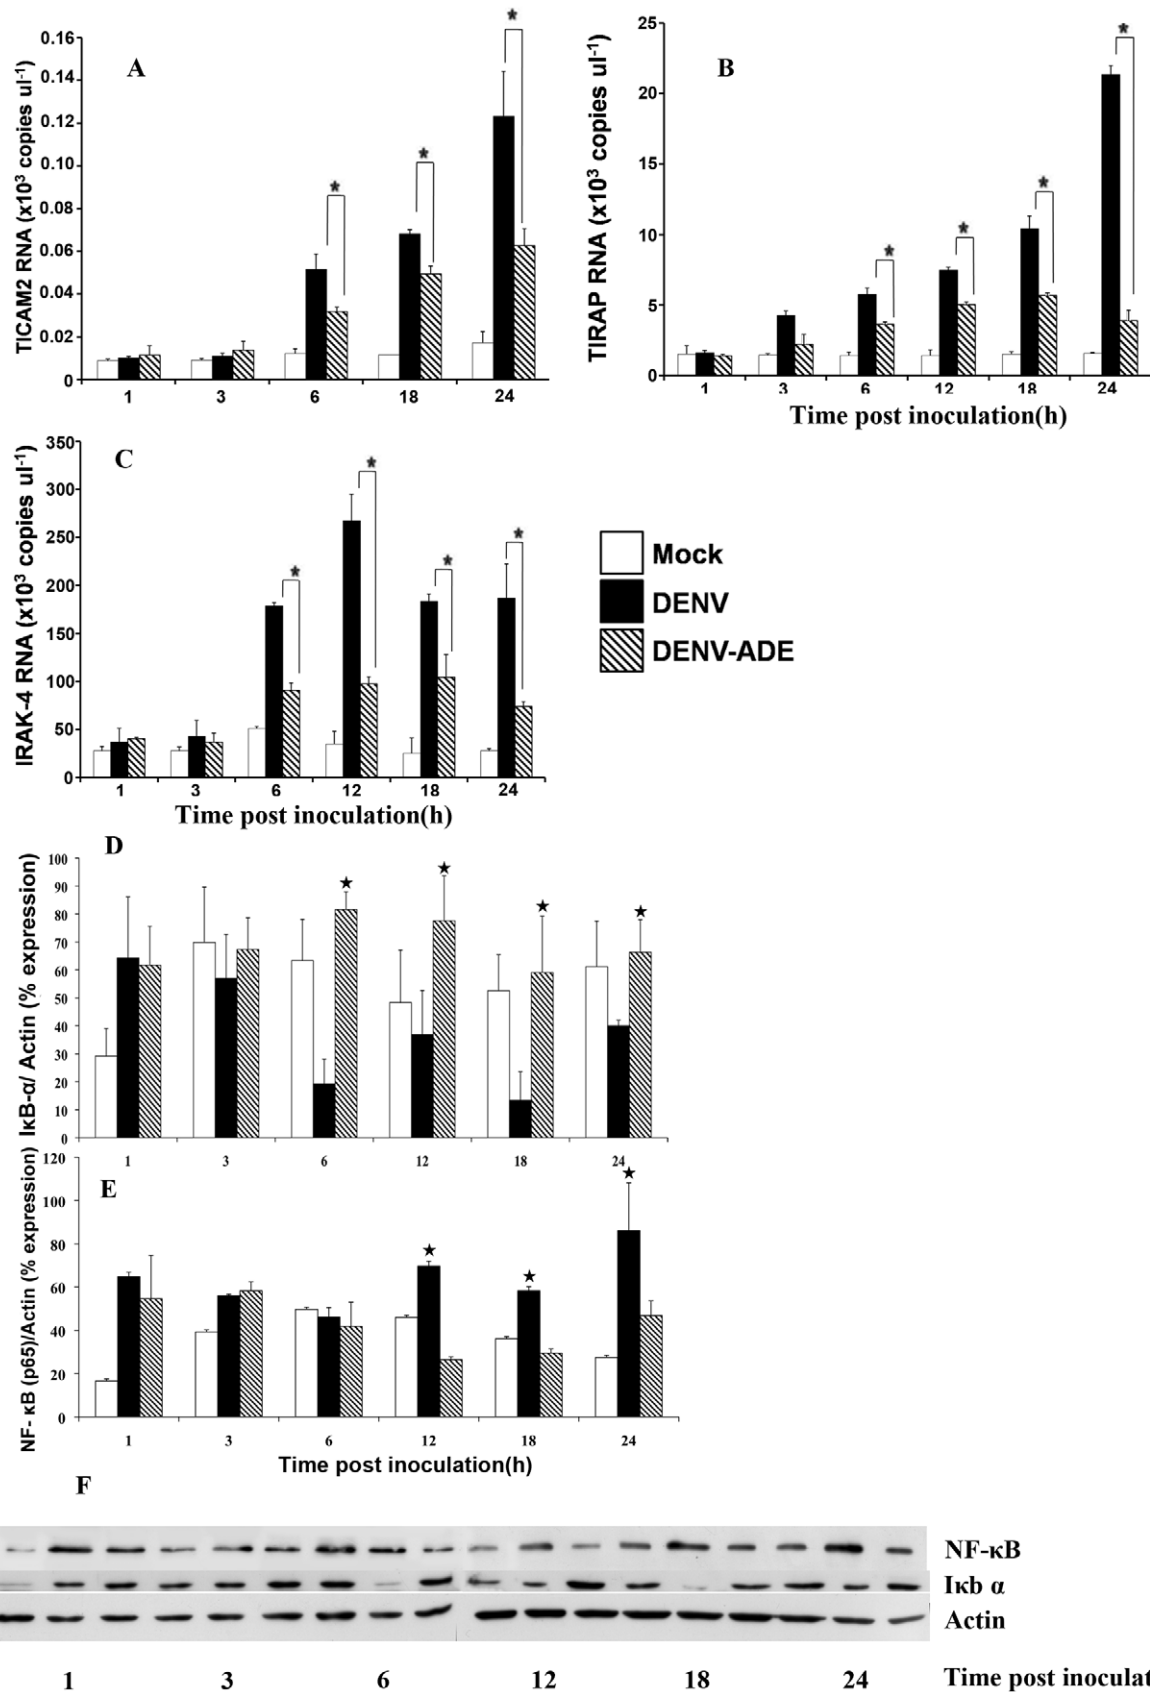 A
TICAM2 RNA (x10³ copies ul⁻¹)
0.16
0.14
0.12
0.10
0.08
0.06
0.04
0.02
0
* * *
1 3 6 18 24
B
TIRAP RNA (x10³ copies ul⁻¹)
25
20
15
10
5
0
* * * *
1 3 6 12 18 24
Time post inoculation(h)
C
IRAK-4 RNA (x10³ copies ul⁻¹)
350
300
250
200
150
100
50
0
* * * *
1 3 6 12 18 24
Time post inoculation(h)
Mock
DENV
DENV-ADE
D
IκB-α/ Actin (% expression)
100
90
80
70
60
50
40
30
20
10
0
★ ★ ★ ★
1 3 6 12 18 24
E
NF- κB (p65)/Actin (% expression)
120
100
80
60
40
20
0
★ ★ ★
1 3 6 12 18 24
Time post inoculation(h)
F
NF-κB
Iκb α
Actin
1 3 6 12 18 24 Time post inoculat